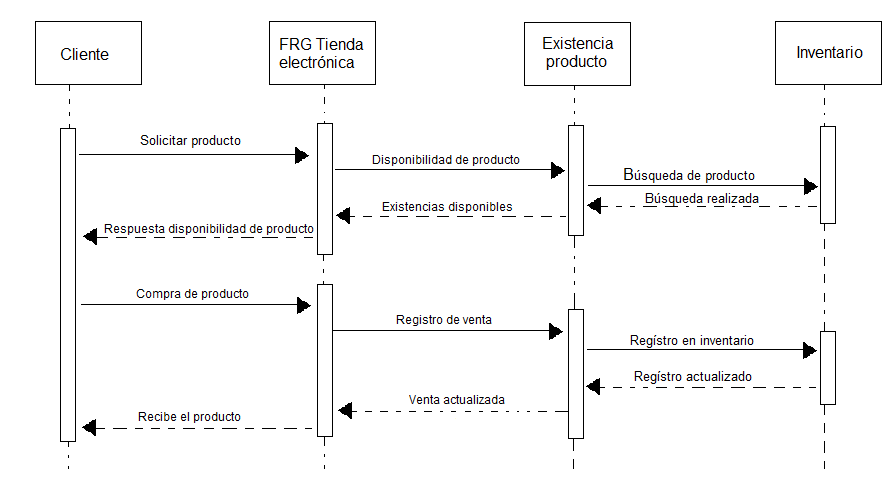 Cliente
FRG Tienda
electrónica
Existencia
producto
Inventario
Solicitar producto
Disponibilidad de producto
Búsqueda de producto
Búsqueda realizada
Existencias disponibles
Respuesta disponibilidad de producto
Compra de producto
Registro de venta
Regístro en inventario
Regístro actualizado
Venta actualizada
Recibe el producto